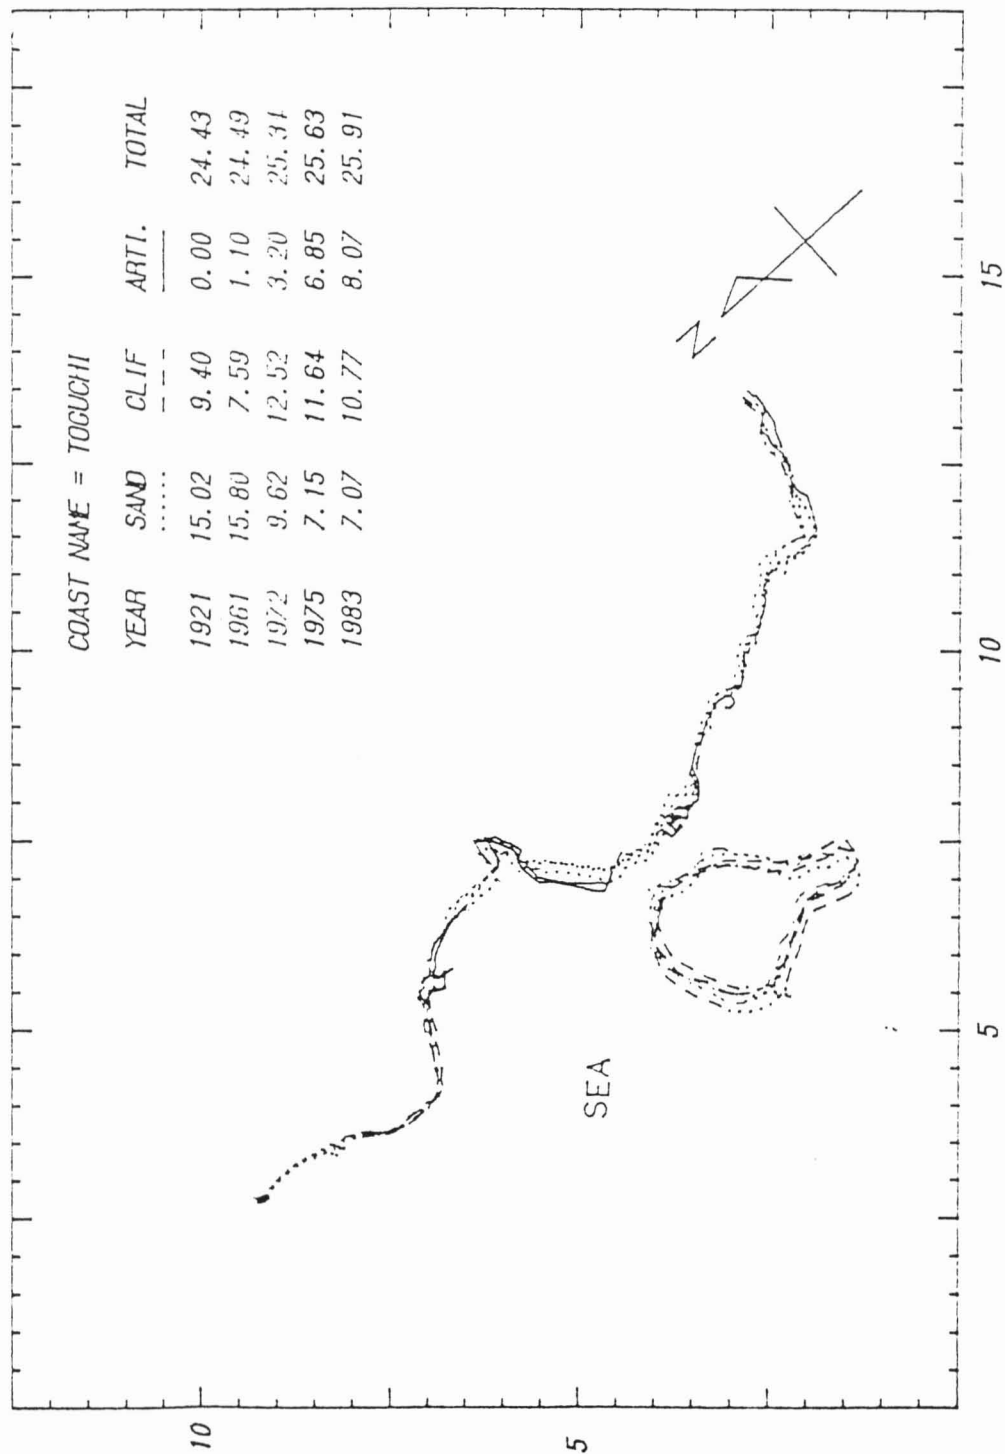 COAST NAME = TOGUCHI
YEAR SAND CLIF ARTI. TOTAL
1921 15.02 9.40 0.00 24.43
1961 15.80 7.59 1.10 24.49
1972 9.62 12.52 3.20 25.34
1975 7.15 11.64 6.85 25.63
1983 7.07 10.77 8.07 25.91
N
SEA
10
5
5
10
15